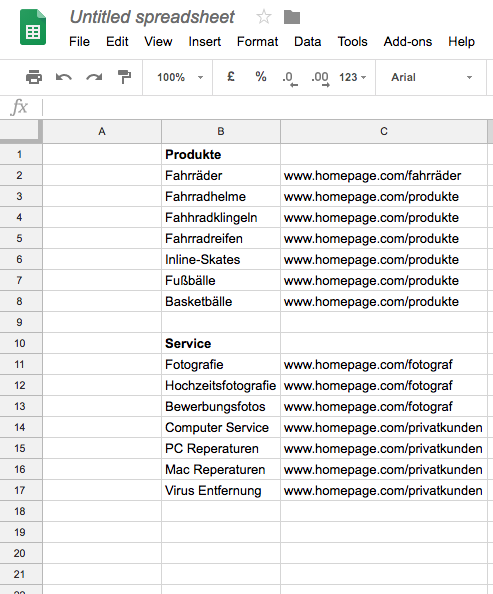 Untitled spreadsheet
File Edit View Insert Format Data Tools Add-ons Help
100% £ % .0 .00 123 Arial
fx
A B C
1 Produkte
2 Fahrräder www.homepage.com/fahrräder
3 Fahrradhelme www.homepage.com/produkte
4 Fahhradklingeln www.homepage.com/produkte
5 Fahrradreifen www.homepage.com/produkte
6 Inline-Skates www.homepage.com/produkte
7 Fußbälle www.homepage.com/produkte
8 Basketbälle www.homepage.com/produkte
9
10 Service
11 Fotografie www.homepage.com/fotograf
12 Hochzeitsfotografie www.homepage.com/fotograf
13 Bewerbungsfotos www.homepage.com/fotograf
14 Computer Service www.homepage.com/privatkunden
15 PC Reperaturen www.homepage.com/privatkunden
16 Mac Reperaturen www.homepage.com/privatkunden
17 Virus Entfernung www.homepage.com/privatkunden
18
19
20
21